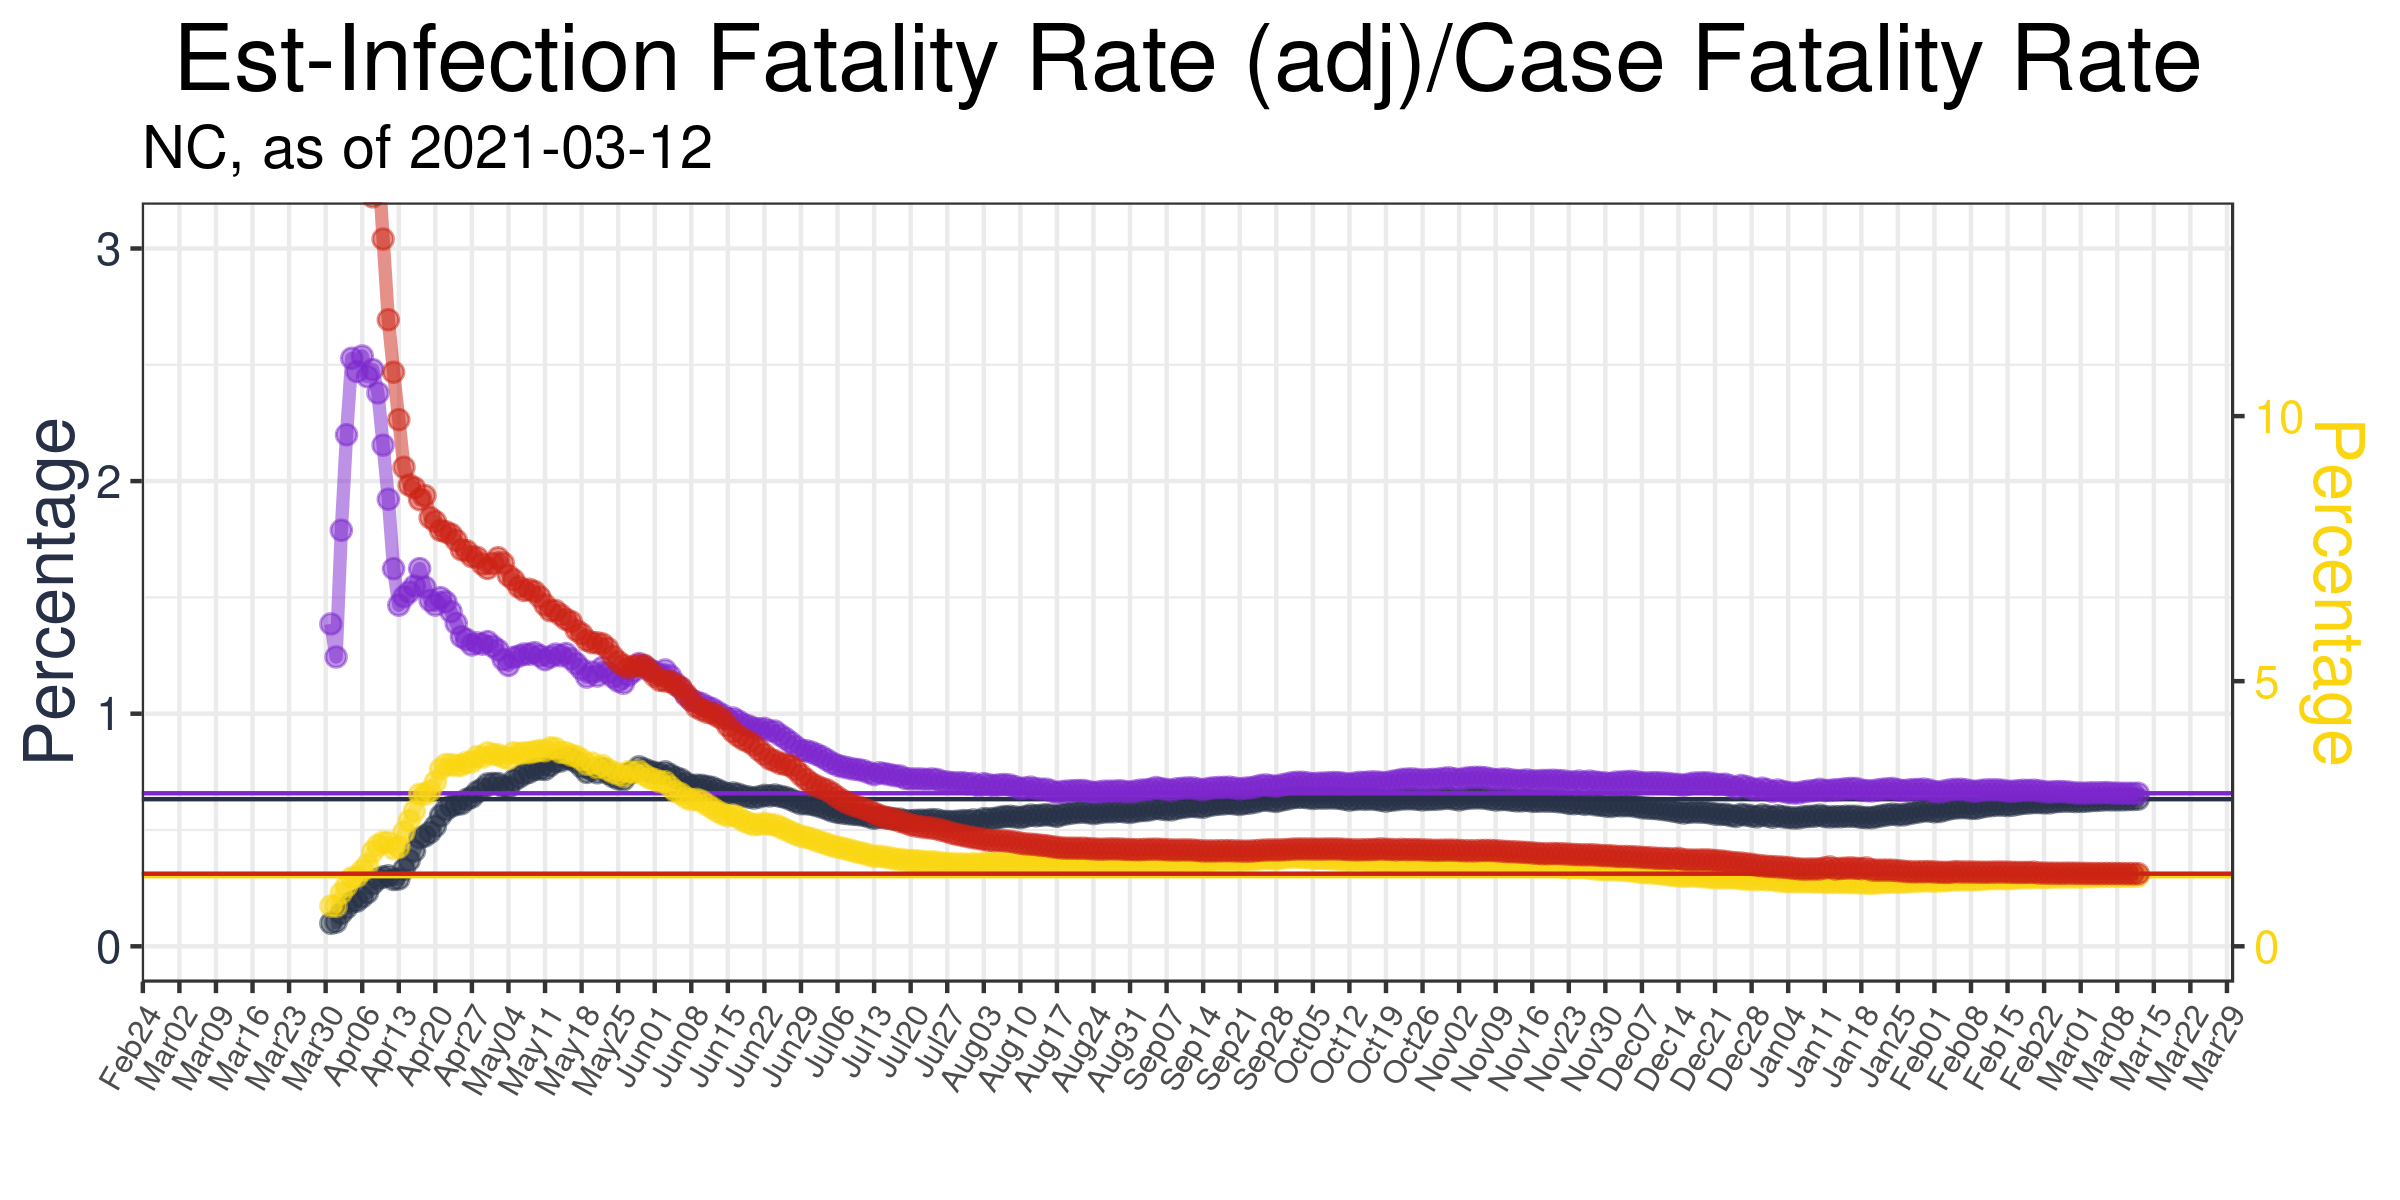 Est-Infection Fatality Rate (adj)/Case Fatality Rate
NC, as of 2021-03-12
Percentage
3
2
1
0
10
5
0
Percentage
Feb24
Mar02
Mar09
Mar16
Mar23
Mar30
Apr06
Apr13
Apr20
Apr27
May04
May11
May18
May25
Jun01
Jun08
Jun15
Jun22
Jun29
Jul06
Jul13
Jul20
Jul27
Aug03
Aug10
Aug17
Aug24
Aug31
Sep07
Sep14
Sep21
Sep28
Oct05
Oct12
Oct19
Oct26
Nov02
Nov09
Nov16
Nov23
Nov30
Dec07
Dec14
Dec21
Dec28
Jan04
Jan11
Jan18
Jan25
Feb01
Feb08
Feb15
Feb22
Mar01
Mar08
Mar15
Mar22
Mar29